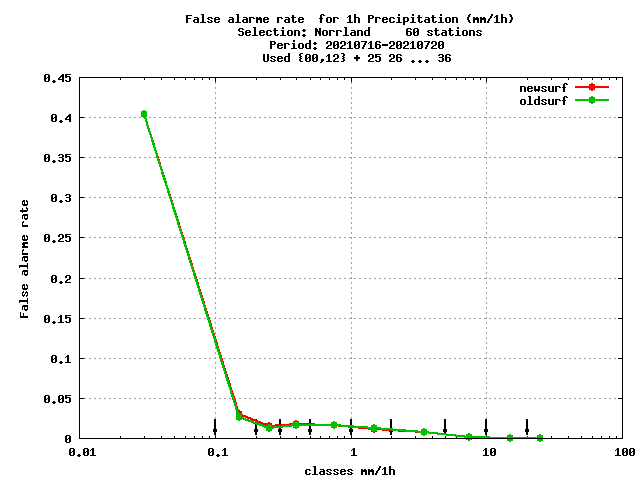 False alarme rate  for 1h Precipitation (mm/1h)
Selection: Norrland     60 stations
Period: 20210716-20210720
Used {00,12} + 25 26 ... 36
newsurf
oldsurf
0.45
0.4
0.35
0.3
0.25
0.2
0.15
0.1
0.05
0
False alarme rate
0.01
0.1
1
10
100
classes mm/1h